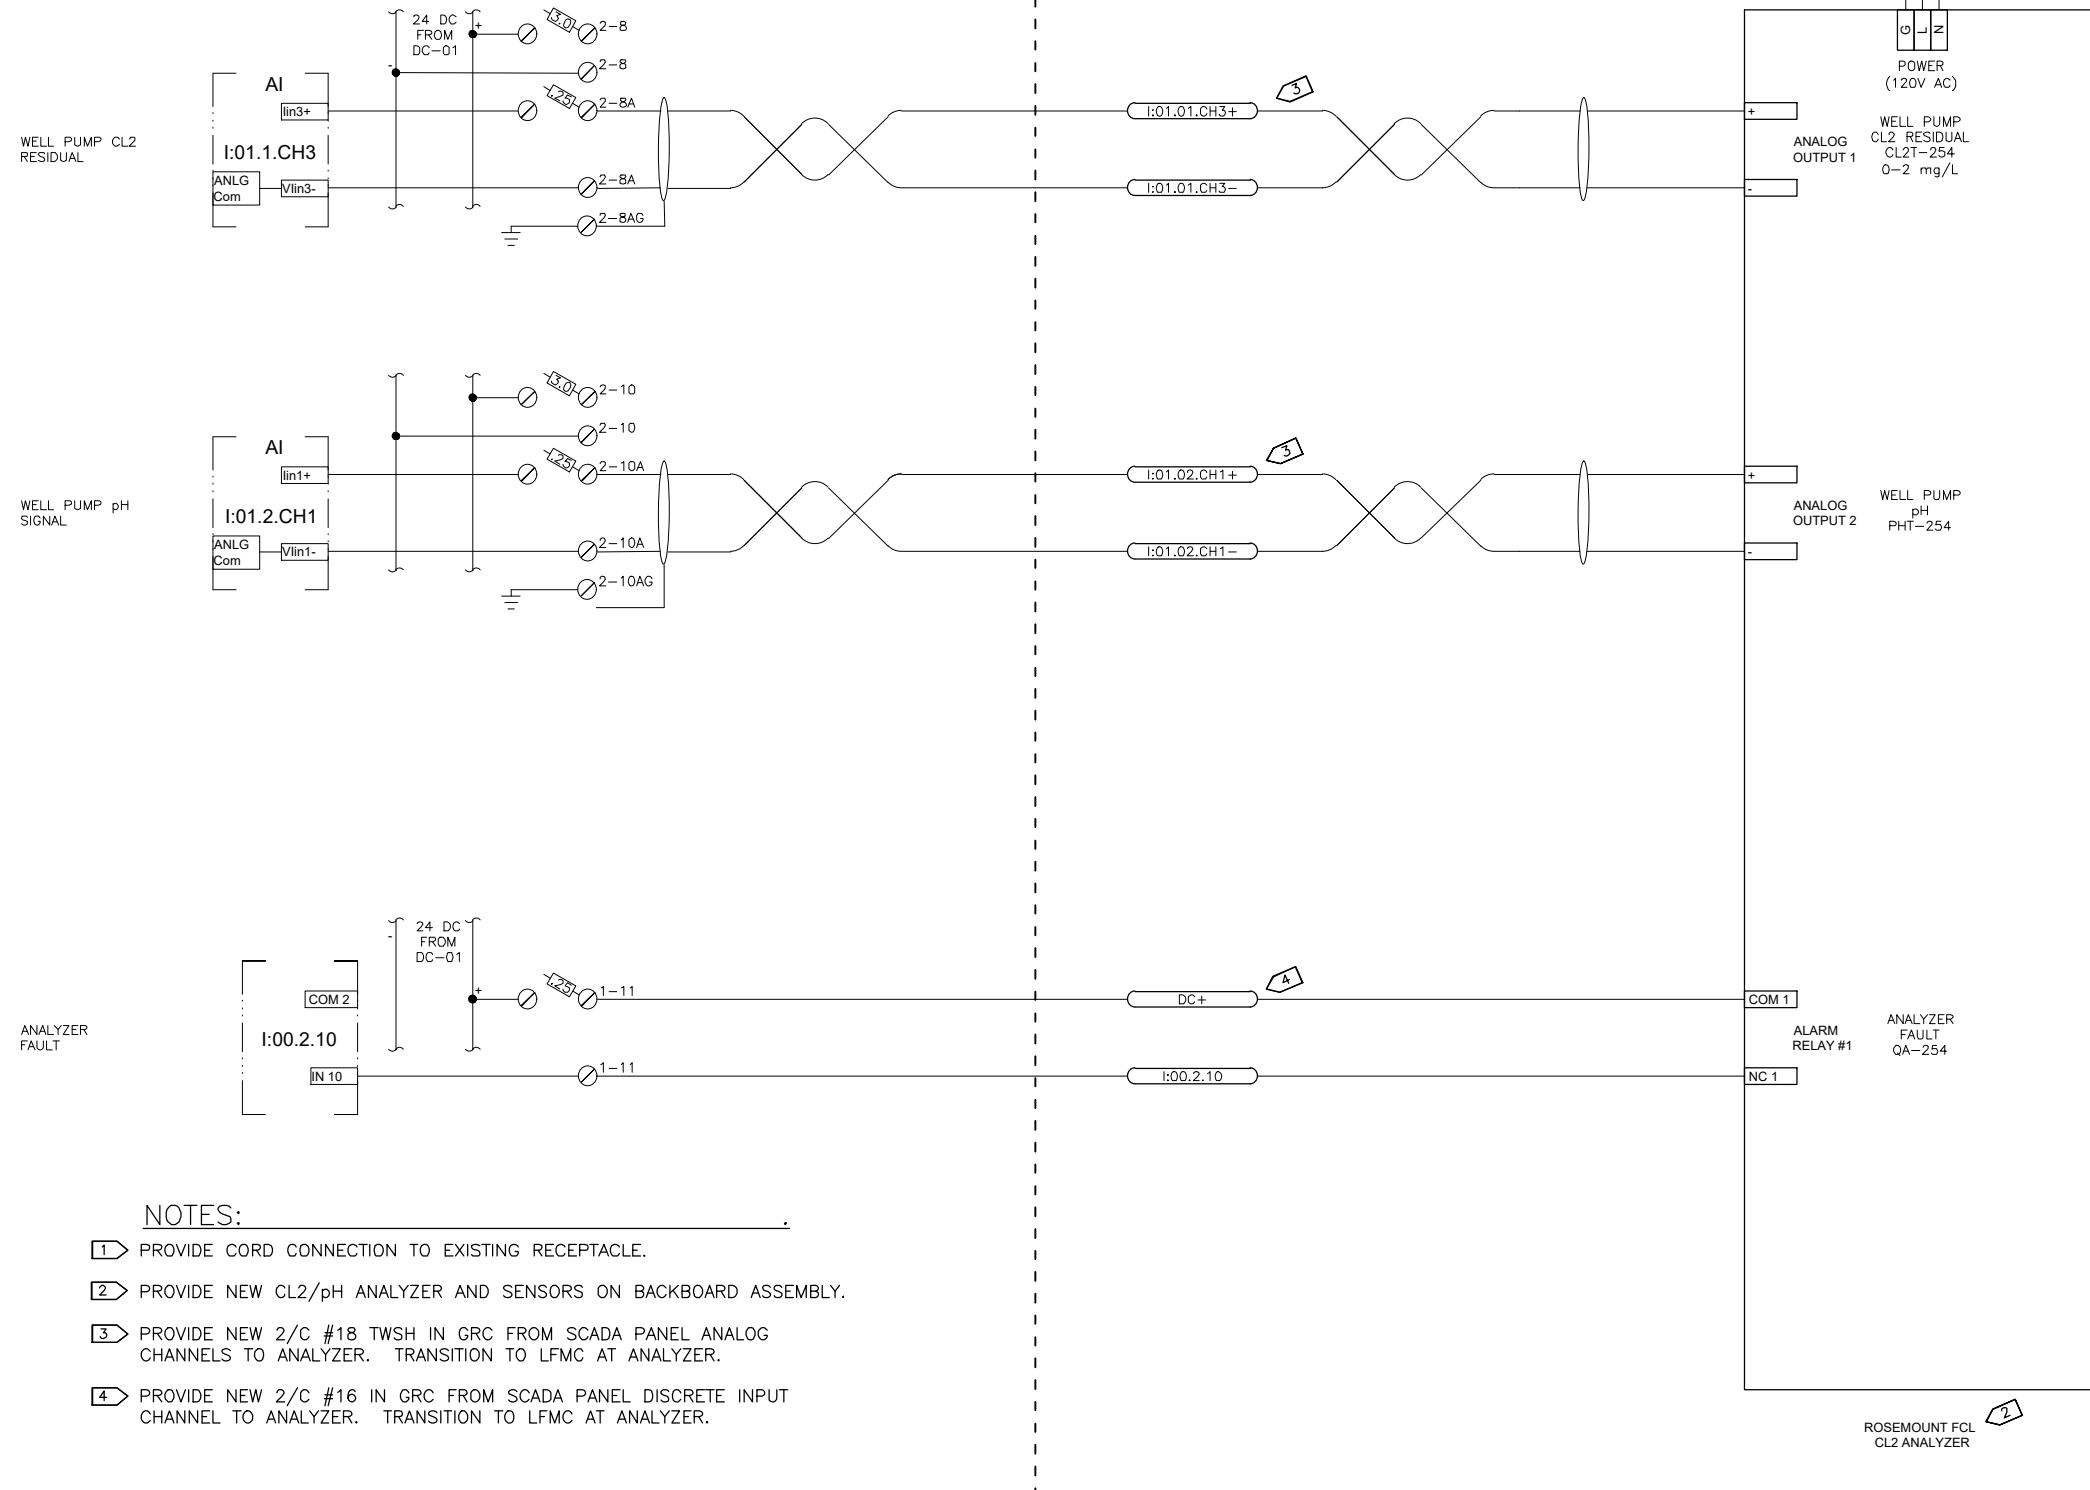 24 DC
FROM
DC-01
+
-
3.0
2-8
2-8
AI
Iin3+
.25
2-8A
I:01.1.CH3
ANLG
Com
VIin3-
2-8A
2-8AG
WELL PUMP CL2
RESIDUAL
I:01.01.CH3+
3
I:01.01.CH3-
G
L
N
POWER
(120V AC)
+
ANALOG
OUTPUT 1
-
WELL PUMP
CL2 RESIDUAL
CL2T-254
0-2 mg/L
3.0
2-10
2-10
AI
Iin1+
.25
2-10A
I:01.2.CH1
ANLG
Com
VIin1-
2-10A
2-10AG
WELL PUMP pH
SIGNAL
I:01.02.CH1+
3
I:01.02.CH1-
+
ANALOG
OUTPUT 2
-
WELL PUMP
pH
PHT-254
24 DC
FROM
DC-01
-
+
COM 2
.25
1-11
I:00.2.10
IN 10
1-11
ANALYZER
FAULT
DC+
4
I:00.2.10
COM 1
ALARM
RELAY #1
NC 1
ANALYZER
FAULT
QA-254
NOTES: .
1 PROVIDE CORD CONNECTION TO EXISTING RECEPTACLE.
2 PROVIDE NEW CL2/pH ANALYZER AND SENSORS ON BACKBOARD ASSEMBLY.
3 PROVIDE NEW 2/C #18 TWSH IN GRC FROM SCADA PANEL ANALOG
CHANNELS TO ANALYZER. TRANSITION TO LFMC AT ANALYZER.
4 PROVIDE NEW 2/C #16 IN GRC FROM SCADA PANEL DISCRETE INPUT
CHANNEL TO ANALYZER. TRANSITION TO LFMC AT ANALYZER.
2
ROSEMOUNT FCL
CL2 ANALYZER